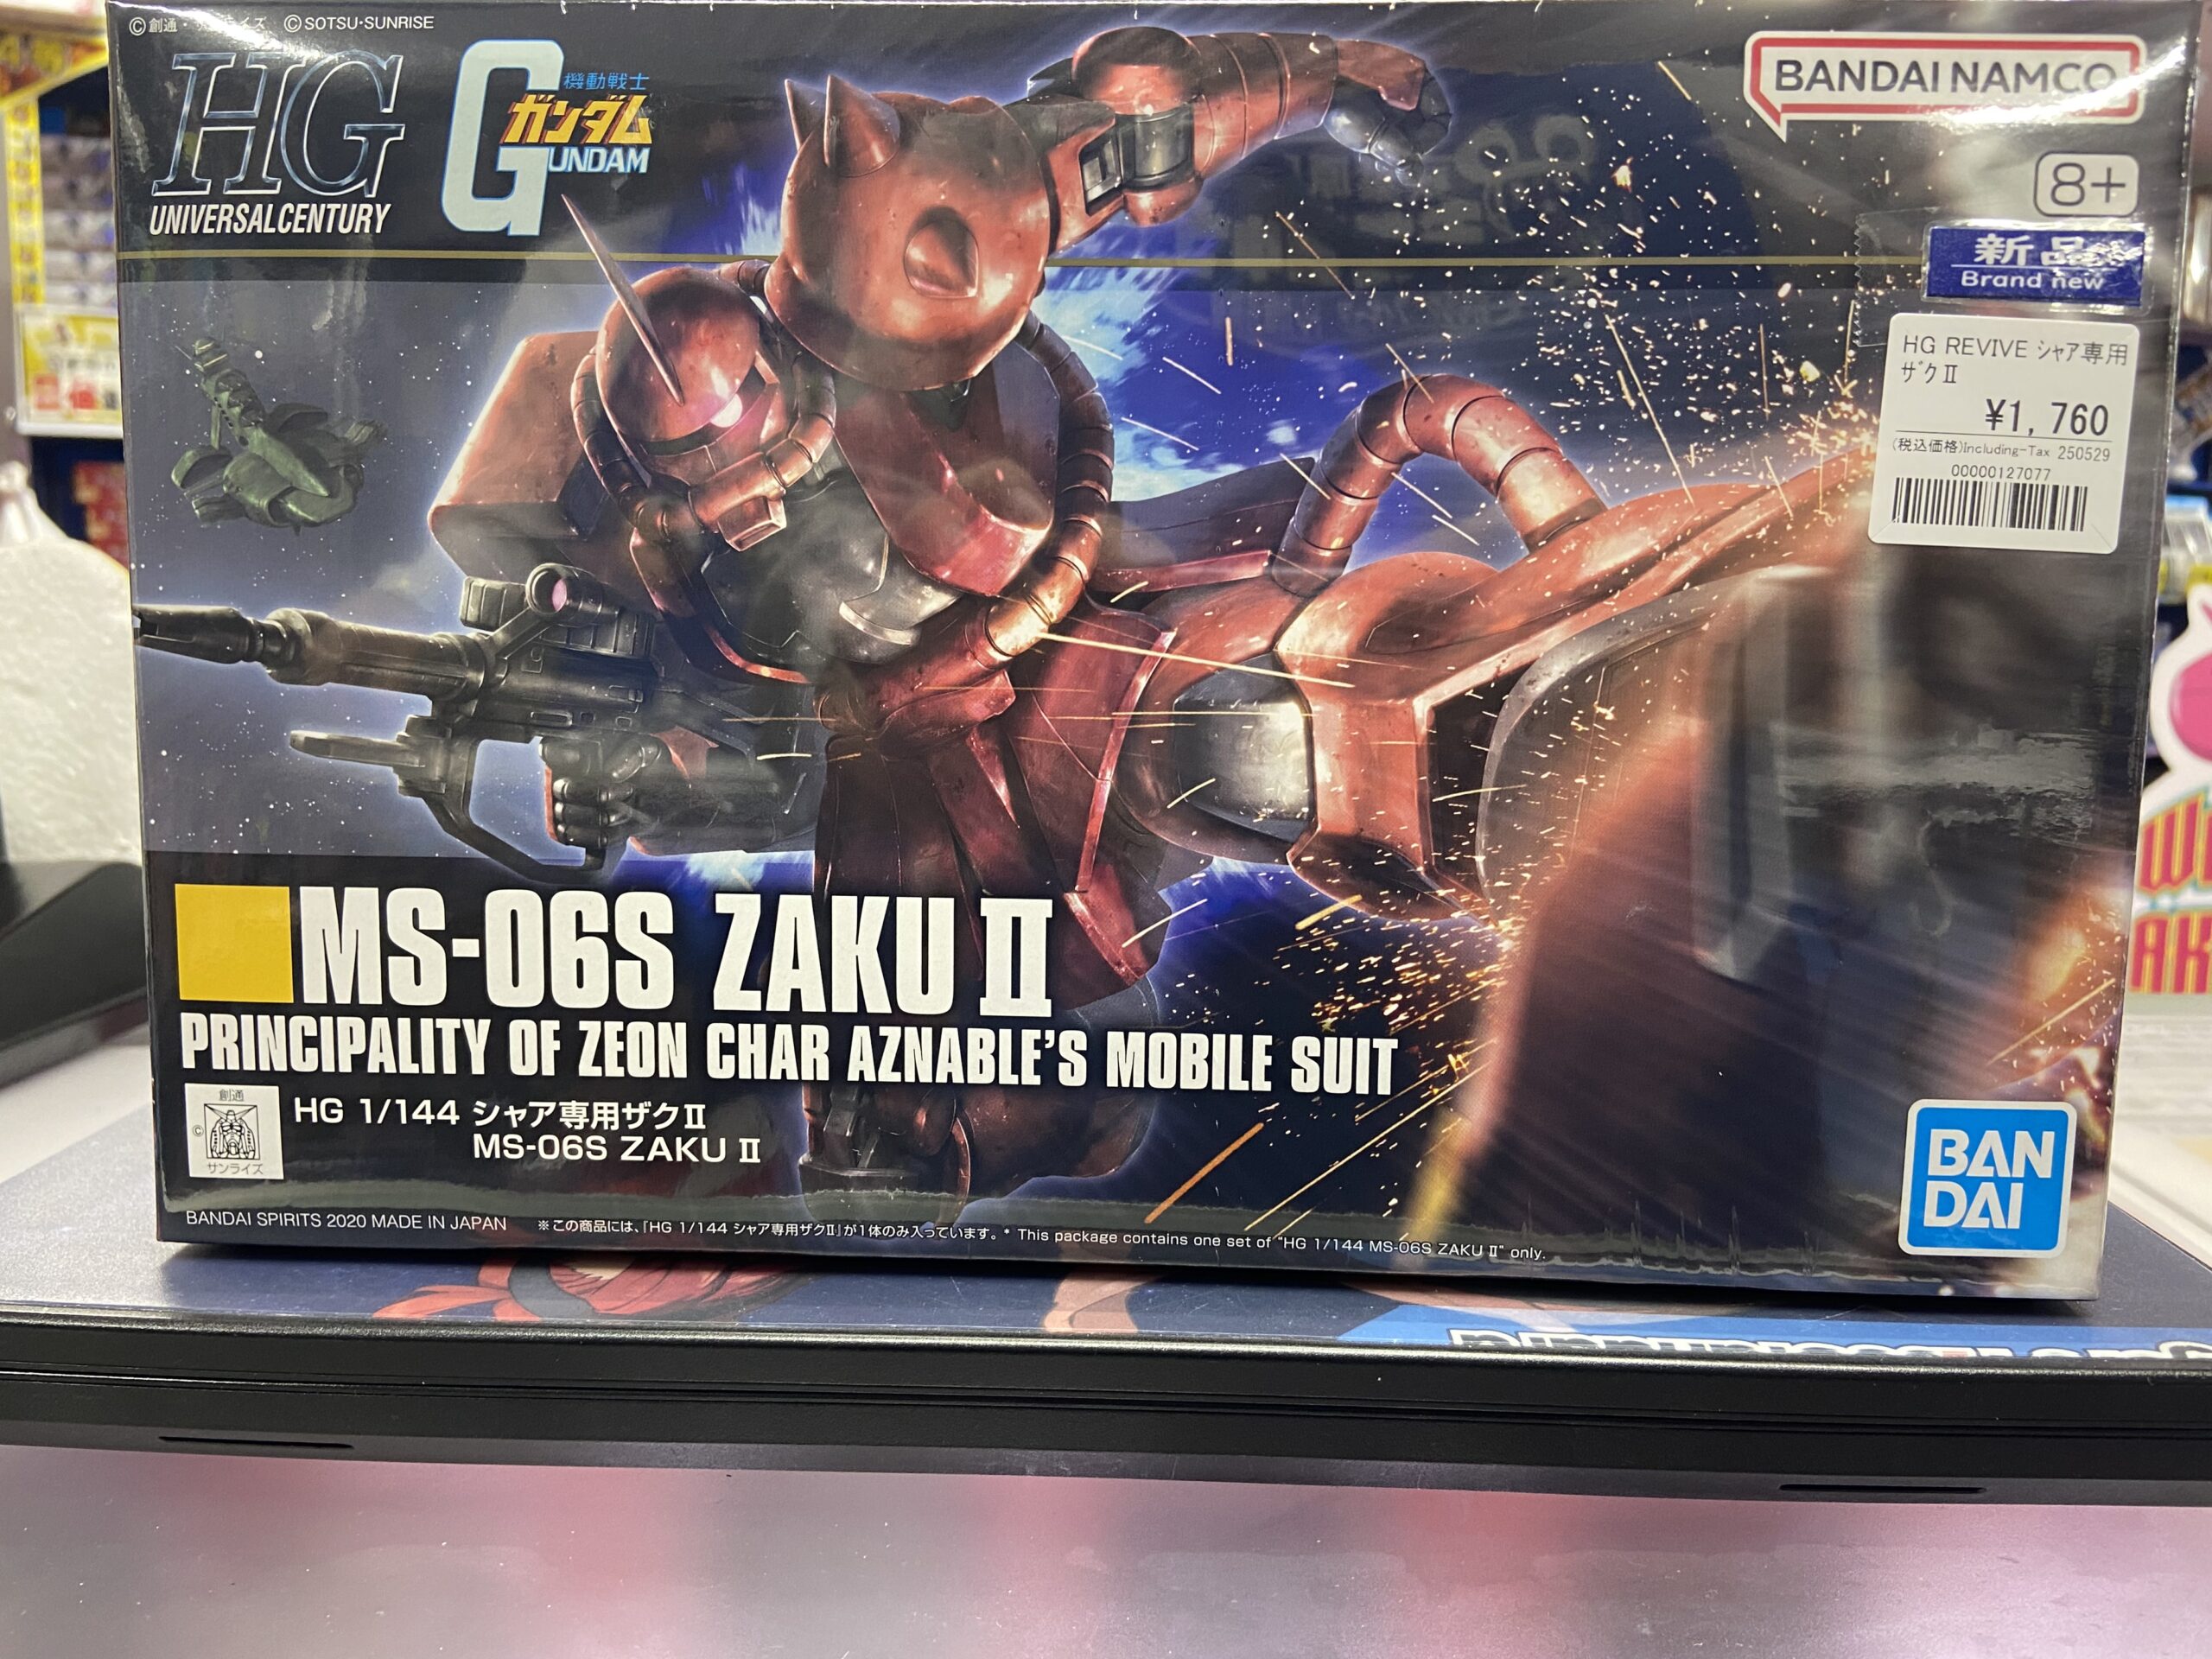 ©創通・サンライズ ©SOTSU·SUNRISE
HG
UNIVERSAL CENTURY
機動戦士
ガンダム
GUNDAM
BANDAI NAMCO
8+
新品
Brand new
HG REVIVE シャア専用
ザクⅡ
¥1,760
(税込価格)Including-Tax 250529
00000127077
MS-06S ZAKU Ⅱ
PRINCIPALITY OF ZEON CHAR AZNABLE'S MOBILE SUIT
創通
©
サンライズ
HG 1/144 シャア専用ザクⅡ
MS-06S ZAKU Ⅱ
BANDAI SPIRITS 2020 MADE IN JAPAN
※この商品には、「HG 1/144 シャア専用ザクⅡ」が1体のみ入っています。* This package contains one set of "HG 1/144 MS-06S ZAKU Ⅱ" only.
BAN
DAI